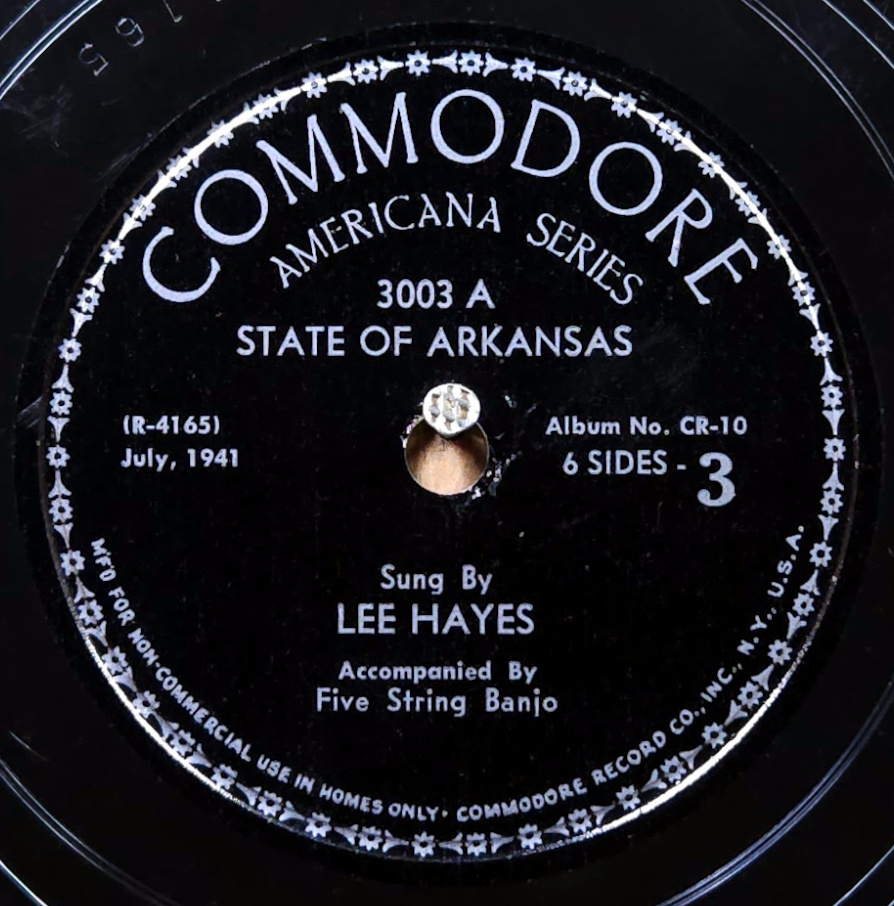 165
COMMODORE
AMERICANA SERIES
3003 A
STATE OF ARKANSAS
(R-4165)
July, 1941
Album No. CR-10
6 SIDES - 3
Sung By
LEE HAYES
Accompanied By
Five String Banjo
MF'D FOR NON-COMMERCIAL USE IN HOMES ONLY · COMMODORE RECORD CO., INC., N.Y., U.S.A.